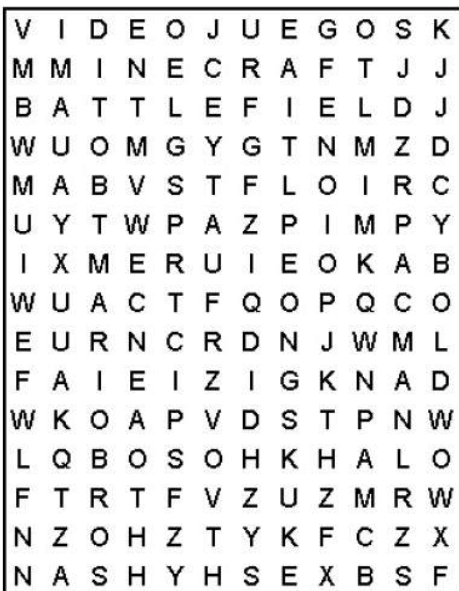 V I D E O J U E G O S K
M M I N E C R A F T J J
B A T T L E F I E L D J
W U O M G Y G T N M Z D
M A B V S T F L O I R C
U Y T W P A Z P I M P Y
I X M E R U I E O K A B
W U A C T F Q O P Q C O
E U R N C R D N J W M L
F A I E I Z I G K N A D
W K O A P V D S T P N W
L Q B O S O H K H A L O
F T R T F V Z U Z M R W
N Z O H Z T Y K F C Z X
N A S H Y H S E X B S F